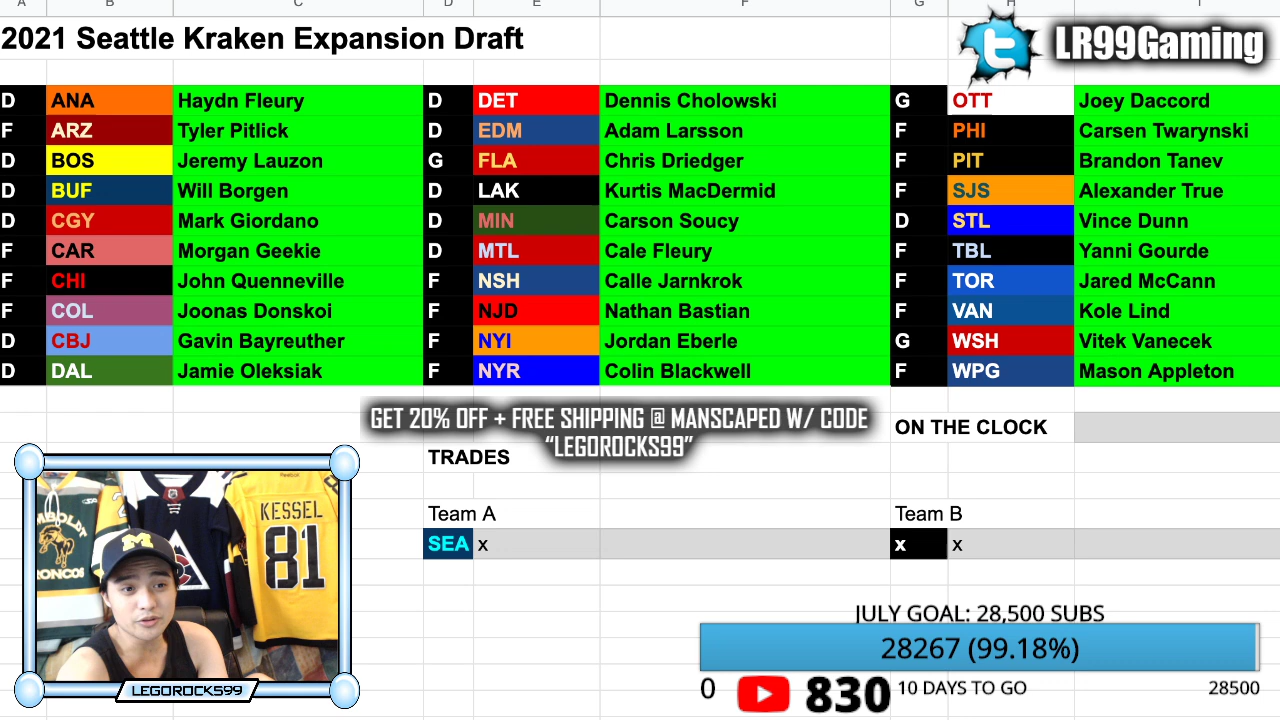 A B C D E F G H I
2021 Seattle Kraken Expansion Draft
LR99Gaming
D ANA Haydn Fleury D DET Dennis Cholowski G OTT Joey Daccord
F ARZ Tyler Pitlick D EDM Adam Larsson F PHI Carsen Twarynski
D BOS Jeremy Lauzon G FLA Chris Driedger F PIT Brandon Tanev
D BUF Will Borgen D LAK Kurtis MacDermid F SJS Alexander True
D CGY Mark Giordano D MIN Carson Soucy D STL Vince Dunn
F CAR Morgan Geekie D MTL Cale Fleury F TBL Yanni Gourde
F CHI John Quenneville F NSH Calle Jarnkrok F TOR Jared McCann
F COL Joonas Donskoi F NJD Nathan Bastian F VAN Kole Lind
D CBJ Gavin Bayreuther F NYI Jordan Eberle G WSH Vitek Vanecek
D DAL Jamie Oleksiak F NYR Colin Blackwell F WPG Mason Appleton
GET 20% OFF + FREE SHIPPING @ MANSCAPED W/ CODE
"LEGOROCKS99"
ON THE CLOCK
TRADES
Team A Team B
SEA x x x
KESSEL
81
LEGOROCKS99
JULY GOAL: 28,500 SUBS
28267 (99.18%)
0 830 10 DAYS TO GO 28500